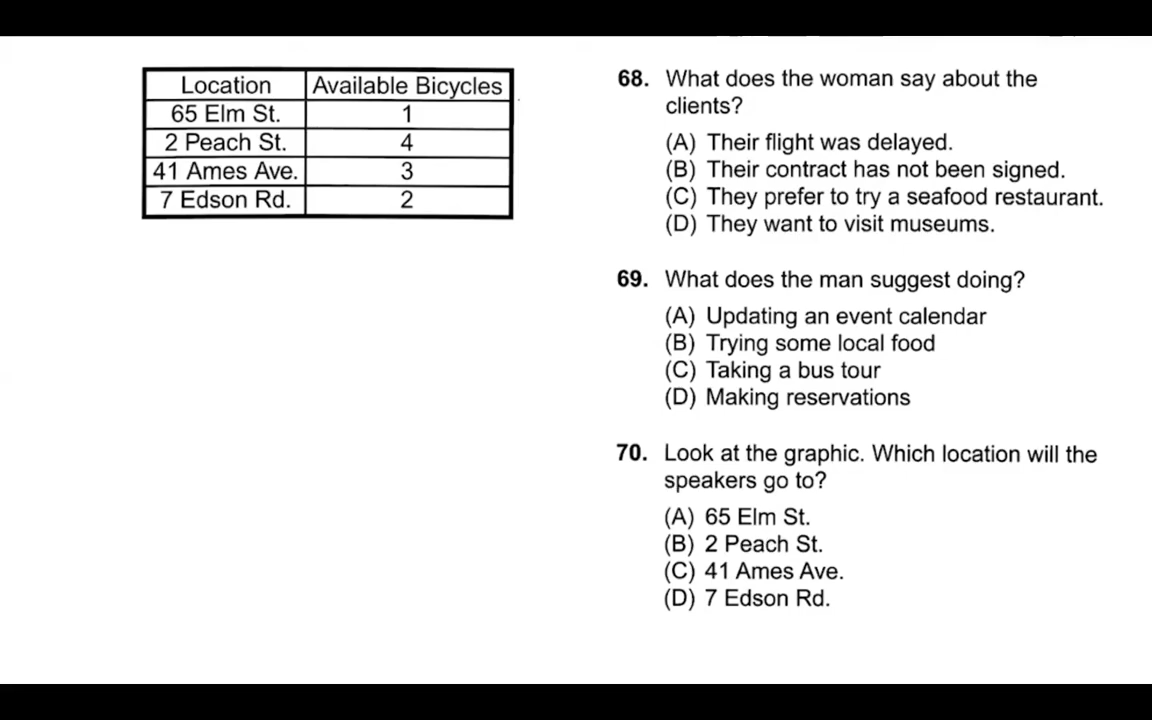 Location Available Bicycles
65 Elm St. 1
2 Peach St. 4
41 Ames Ave. 3
7 Edson Rd. 2
68. What does the woman say about the
clients?
(A) Their flight was delayed.
(B) Their contract has not been signed.
(C) They prefer to try a seafood restaurant.
(D) They want to visit museums.
69. What does the man suggest doing?
(A) Updating an event calendar
(B) Trying some local food
(C) Taking a bus tour
(D) Making reservations
70. Look at the graphic. Which location will the
speakers go to?
(A) 65 Elm St.
(B) 2 Peach St.
(C) 41 Ames Ave.
(D) 7 Edson Rd.